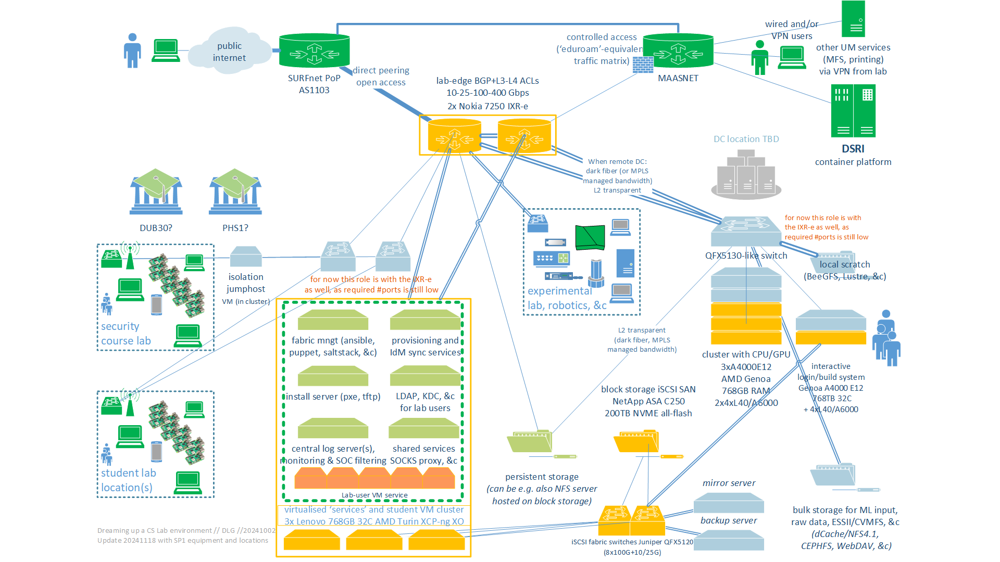 public
internet
SURFnet PoP
AS1103
direct peering
open access
controlled access
('eduroam'-equivalen
traffic matrix)
MAASNET
wired and/or
VPN users
other UM services
(MFS, printing)
via VPN from lab
lab-edge BGP+L3-L4 ACLs
10-25-100-400 Gbps
2x Nokia 7250 IXR-e
DSRI
container platform
DC location TBD
When remote DC:
dark fiber (or MPLS
managed bandwidth)
L2 transparent
DUB30?
PHS1?
for now this role is with
the IXR-e as well, as
required #ports is still low
QFX5130-like switch
local scratch
(BeeGFS, Lustre, &c)
isolation
jumphost
VM (in cluster)
for now this role is with the IXR-e
as well, as required #ports is still low
experimental
lab, robotics, &c
security
course lab
fabric mngt (ansible,
puppet, saltstack, &c)
provisioning and
IdM sync services
L2 transparent
(dark fiber, MPLS
managed bandwidth)
cluster with CPU/GPU
3xA4000E12
AMD Genoa
768GB RAM
2x4xL40/A6000
interactive
login/build system
Genoa A4000 E12
768TB 32C
+ 4xL40/A6000
install server (pxe, tftp)
LDAP, KDC, &c
for lab users
block storage iSCSI SAN
NetApp ASA C250
200TB NVME all-flash
central log server(s),
monitoring & SOC filtering
shared services
SOCKS proxy, &c
student lab
location(s)
Lab-user VM service
persistent storage
(can be e.g. also NFS server
hosted on block storage)
mirror server
backup server
virtualised 'services' and student VM cluster
3x Lenovo 768GB 32C AMD Turin XCP-ng XO
bulk storage for ML input,
raw data, ESSII/CVMFS, &c
(dCache/NFS4.1,
CEPHFS, WebDAV, &c)
iSCSI fabric switches Juniper QFX5120
(8x100G+10/25G)
Dreaming up a CS Lab environment // DLG //20241002
Update 20241118 with SP1 equipment and locations